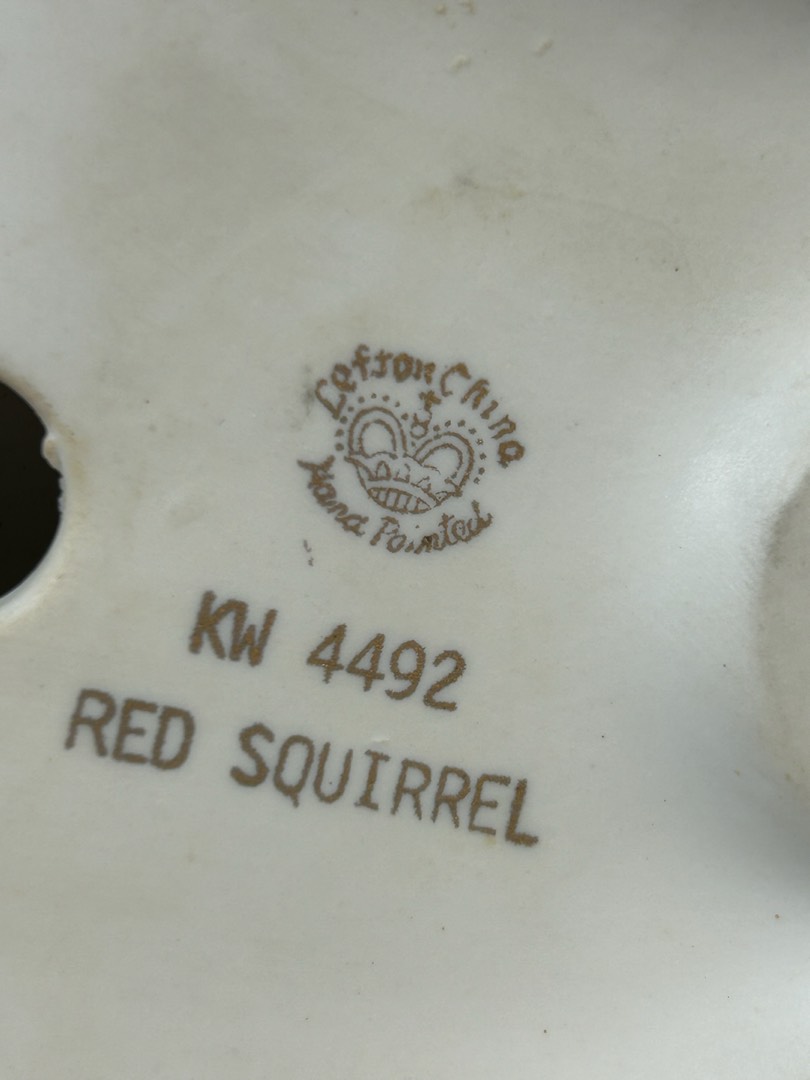 Lefton China
Hand Painted
KW 4492
RED SQUIRREL